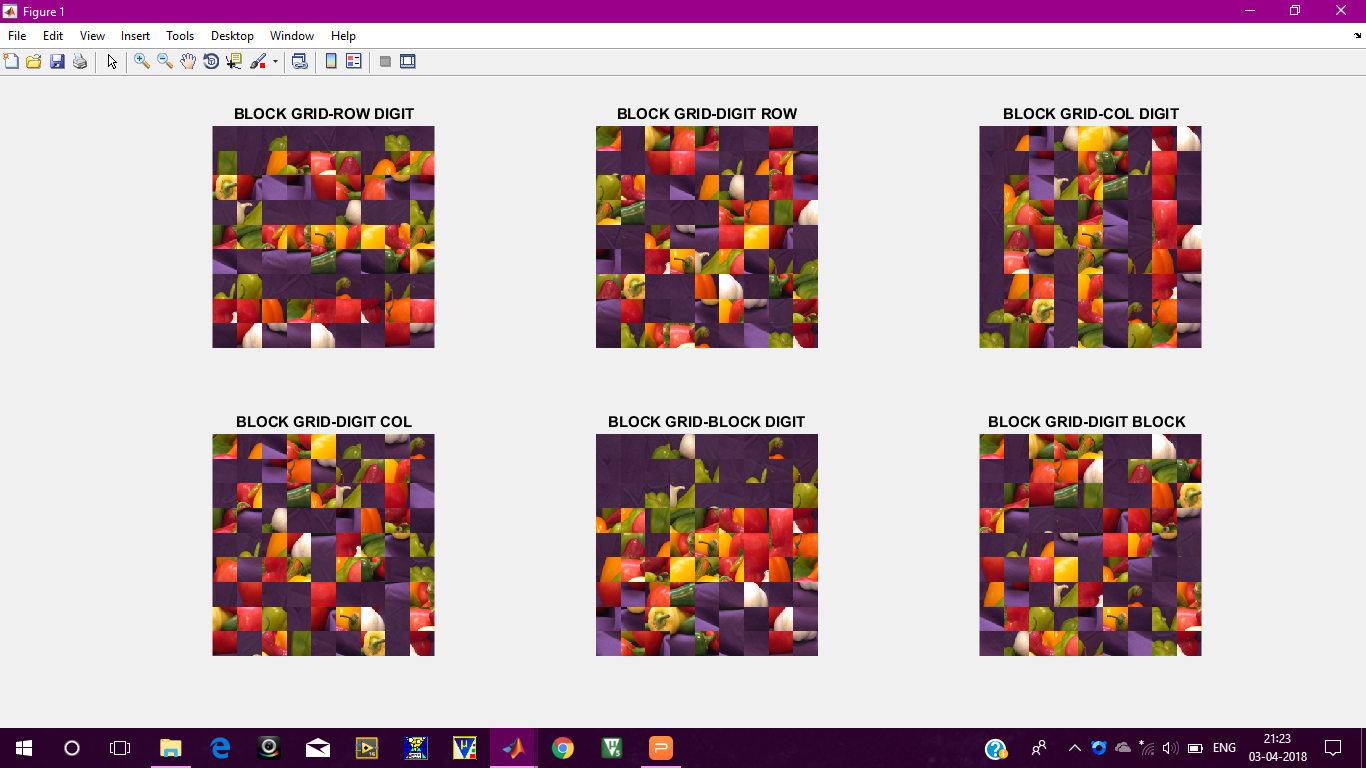 Figure 1
File Edit View Insert Tools Desktop Window Help
BLOCK GRID-ROW DIGIT
BLOCK GRID-DIGIT ROW
BLOCK GRID-COL DIGIT
BLOCK GRID-DIGIT COL
BLOCK GRID-BLOCK DIGIT
BLOCK GRID-DIGIT BLOCK
ENG
21:23
03-04-2018